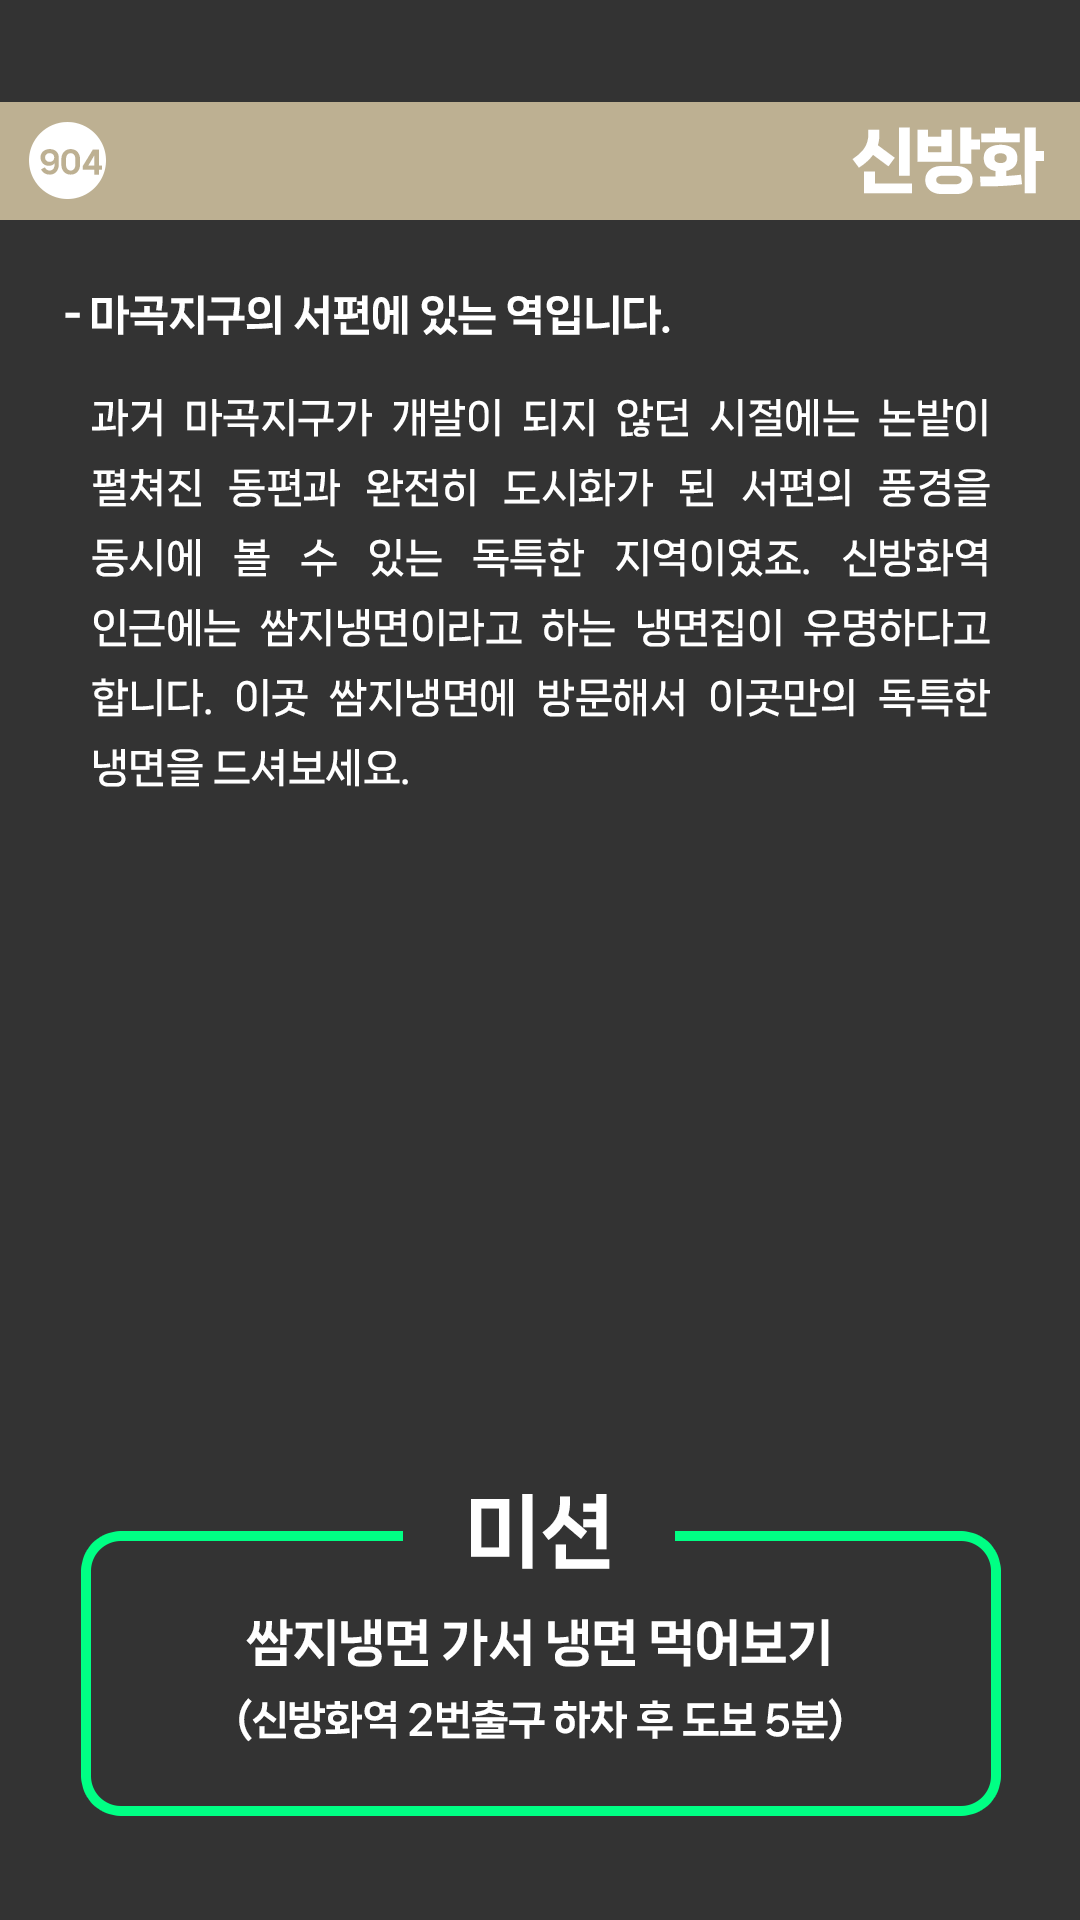 904
신방화
- 마곡지구의 서편에 있는 역입니다.
과거 마곡지구가 개발이 되지 않던 시절에는 논밭이
펼쳐진 동편과 완전히 도시화가 된 서편의 풍경을
동시에 볼 수 있는 독특한 지역이였죠. 신방화역
인근에는 쌈지냉면이라고 하는 냉면집이 유명하다고
합니다. 이곳 쌈지냉면에 방문해서 이곳만의 독특한
냉면을 드셔보세요.
미션
쌈지냉면 가서 냉면 먹어보기
(신방화역 2번출구 하차 후 도보 5분)